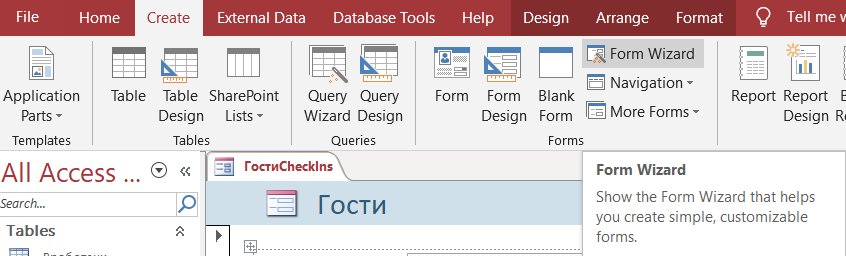 File Home Create External Data Database Tools Help Design Arrange Format Tell me w
Application Parts Table Table Design SharePoint Lists Query Wizard Query Design Form Form Design Blank Form Form Wizard Navigation More Forms Report Report Design
Templates Tables Queries Forms
All Access ...
Search...
Tables
ГостиCheckIns
Гости
Form Wizard
Show the Form Wizard that helps
you create simple, customizable
forms.